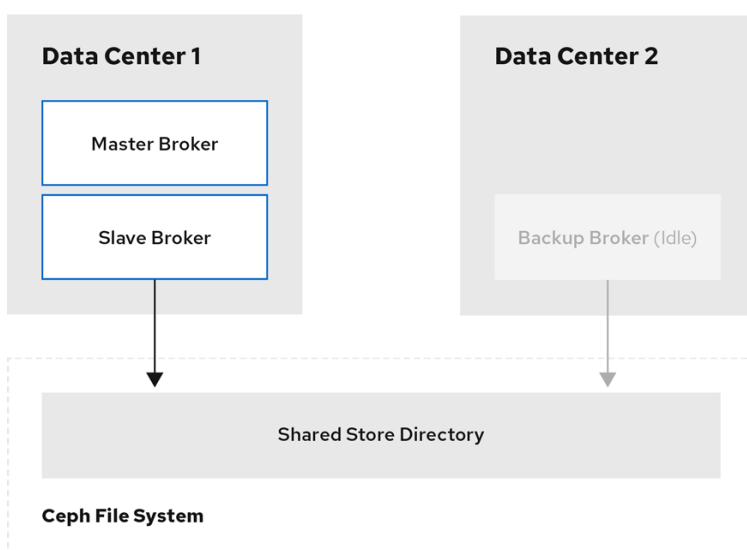 Data Center 1
Master Broker
Slave Broker
Data Center 2
Backup Broker (Idle)
Shared Store Directory
Ceph File System